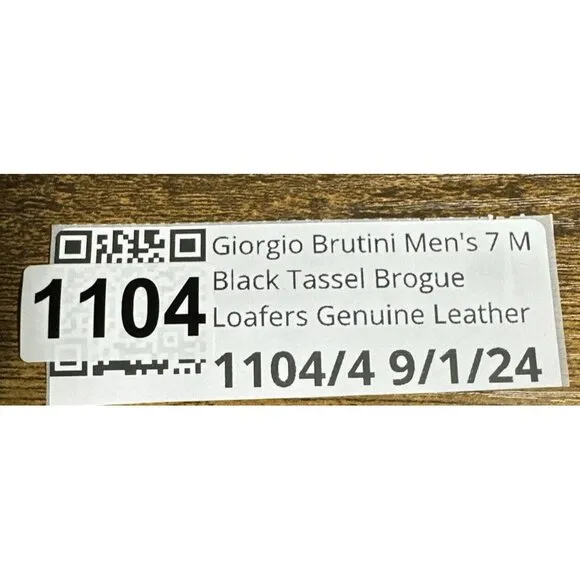 Giorgio Brutini Men's 7 M
Black Tassel Brogue
Loafers Genuine Leather
1104/4 9/1/24
1104